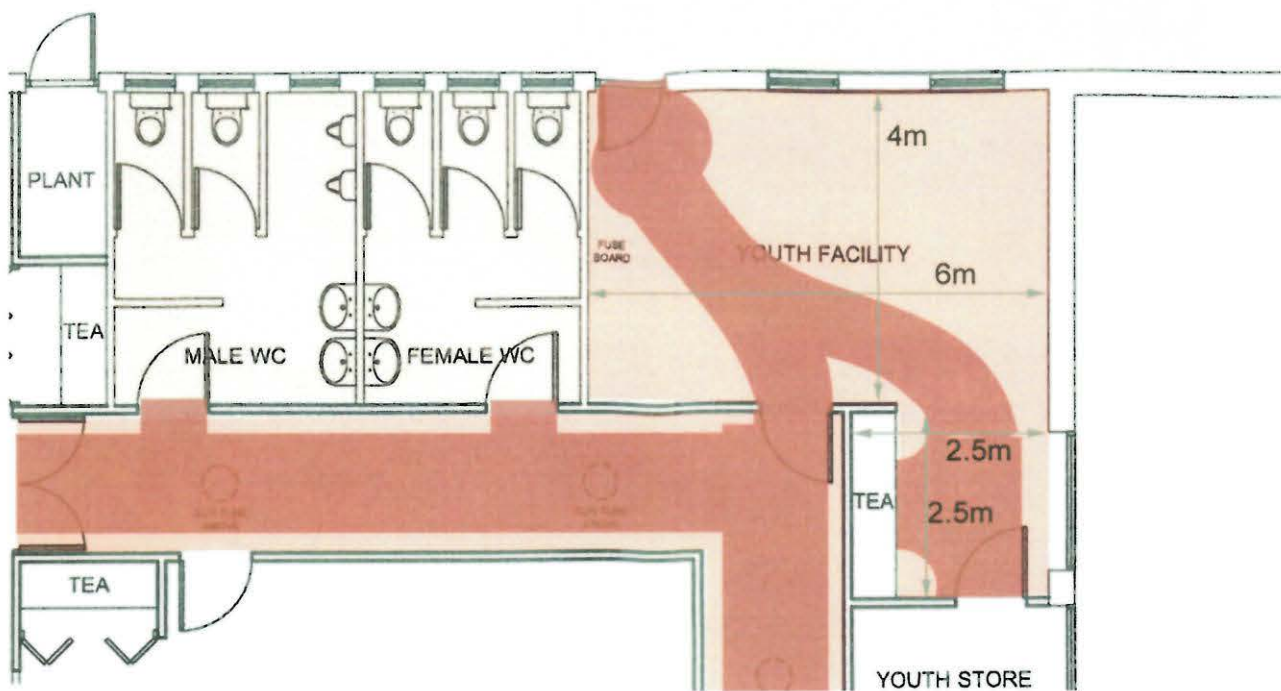 4m
PLANT
FUSE
BOARD
YOUTH FACILITY
6m
TEA
MALE WC
FEMALE WC
2.5m
TEA
2.5m
TEA
YOUTH STORE